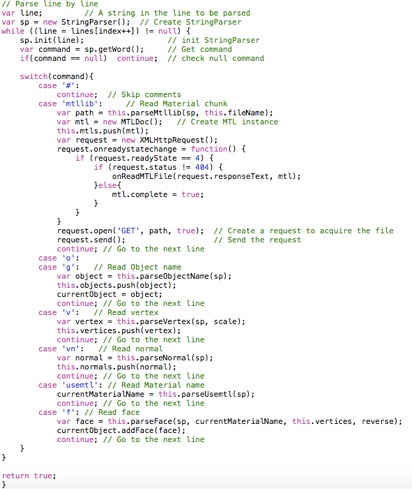 // Parse line by line
var line;         // A string in the line to be parsed
var sp = new StringParser();  // Create StringParser
while ((line = lines[index++]) != null) {
    sp.init(line);                  // init StringParser
    var command = sp.getWord();     // Get command
    if(command == null)  continue;  // check null command

    switch(command){
        case '#':
            continue;  // Skip comments
        case 'mtllib':     // Read Material chunk
            var path = this.parseMtllib(sp, this.fileName);
            var mtl = new MTLDoc();   // Create MTL instance
            this.mtls.push(mtl);
            var request = new XMLHttpRequest();
            request.onreadystatechange = function() {
                if (request.readyState == 4) {
                    if (request.status != 404) {
                        onReadMTLFile(request.responseText, mtl);
                    }else{
                        mtl.complete = true;
                    }
                }
            }
            request.open('GET', path, true);  // Create a request to acquire the file
            request.send();                   // Send the request
            continue; // Go to the next line
        case 'o':
        case 'g':   // Read Object name
            var object = this.parseObjectName(sp);
            this.objects.push(object);
            currentObject = object;
            continue; // Go to the next line
        case 'v':   // Read vertex
            var vertex = this.parseVertex(sp, scale);
            this.vertices.push(vertex);
            continue; // Go to the next line
        case 'vn':   // Read normal
            var normal = this.parseNormal(sp);
            this.normals.push(normal);
            continue; // Go to the next line
        case 'usemtl': // Read Material name
            currentMaterialName = this.parseUsemtl(sp);
            continue; // Go to the next line
        case 'f': // Read face
            var face = this.parseFace(sp, currentMaterialName, this.vertices, reverse);
            currentObject.addFace(face);
            continue; // Go to the next line
    }
}

return true;
}